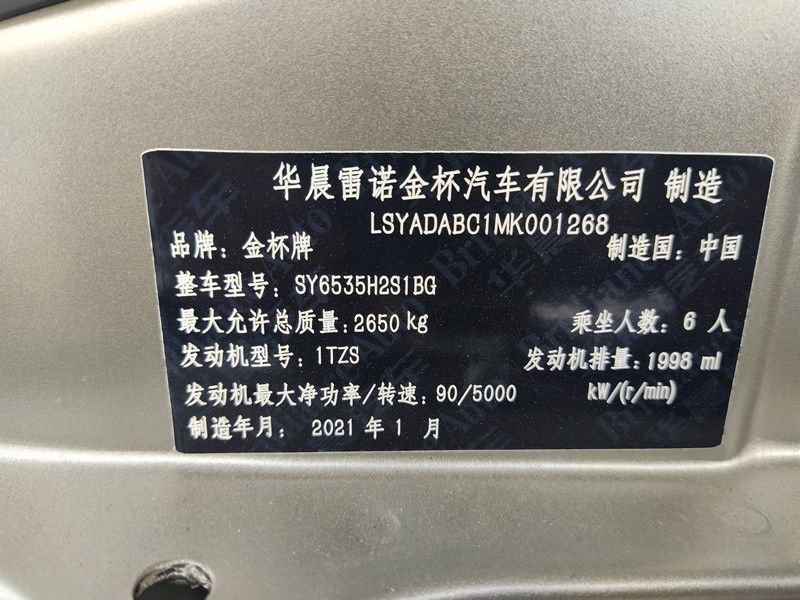 华晨雷诺金杯汽车有限公司 制造
LSYADABC1MK001268
品牌：金杯牌 制造国：中国
整车型号：SY6535H2S1BG
最大允许总质量：2650 kg 乘坐人数：6 人
发动机型号：1TZS 发动机排量：1998 ml
发动机最大净功率/转速：90/5000 kW/(r/min)
制造年月： 2021 年 1 月